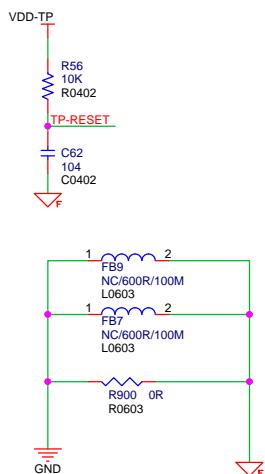 VDD-TP
R56
10K
R0402
TP-RESET
C62
104
C0402
F
1 2
FB9
NC/600R/100M
L0603
1 2
FB7
NC/600R/100M
L0603
R900 0R
R0603
GND
F